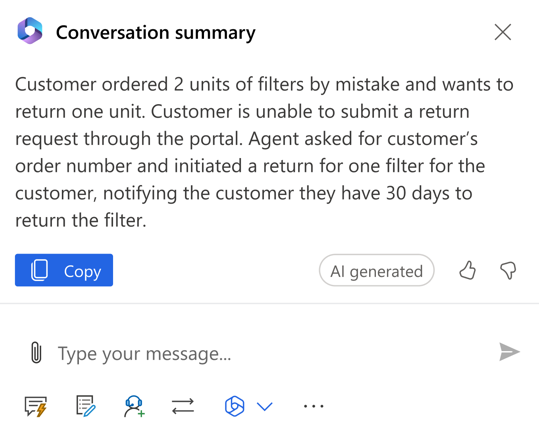 Conversation summary
Customer ordered 2 units of filters by mistake and wants to
return one unit. Customer is unable to submit a return
request through the portal. Agent asked for customer’s
order number and initiated a return for one filter for the
customer, notifying the customer they have 30 days to
return the filter.
Copy
AI generated
Type your message...